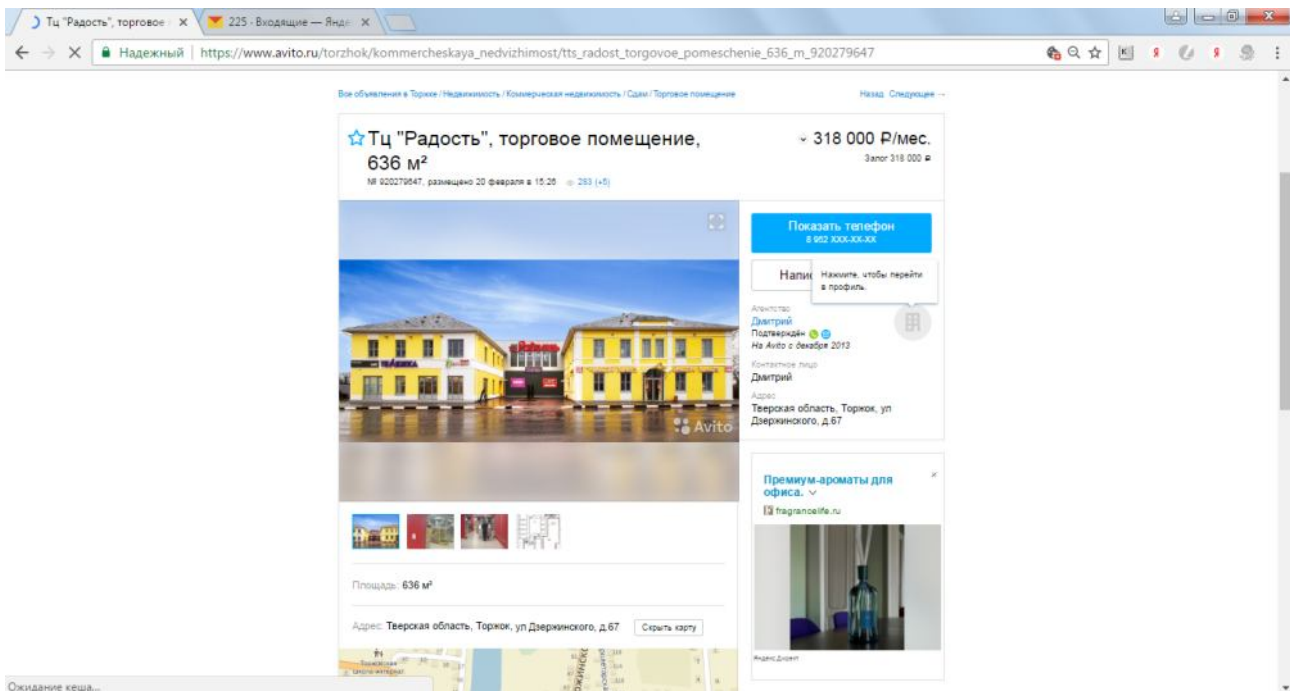 Тц "Радость", торговое
225 · Входящие — Янде
Надежный
https://www.avito.ru/torzhok/kommercheskaya_nedvizhimost/tts_radost_torgovoe_pomeschenie_636_m_920279647
Все объявления в Торжке / Недвижимость / Коммерческая недвижимость / Сдам / Торговое помещение
Назад Следующее →
Тц "Радость", торговое помещение,
636 м²
318 000 ₽/мес.
Залог 318 000 ₽
№ 920279647, размещено 20 февраля в 15:26
283 (+5)
Показать телефон
8 952 XXX-XX-XX
Напис
Нажмите, чтобы перейти
в профиль.
Агентство
Дмитрий
Подтверждён
На Avito с декабря 2013
Контактное лицо
Дмитрий
Адрес
Тверская область, Торжок, ул
Дзержинского, д.67
Avito
Премиум-ароматы для
офиса.
fragrancelife.ru
Яндекс.Директ
Площадь: 636 м²
Адрес: Тверская область, Торжок, ул Дзержинского, д.67
Скрыть карту
Ожидание кеша...